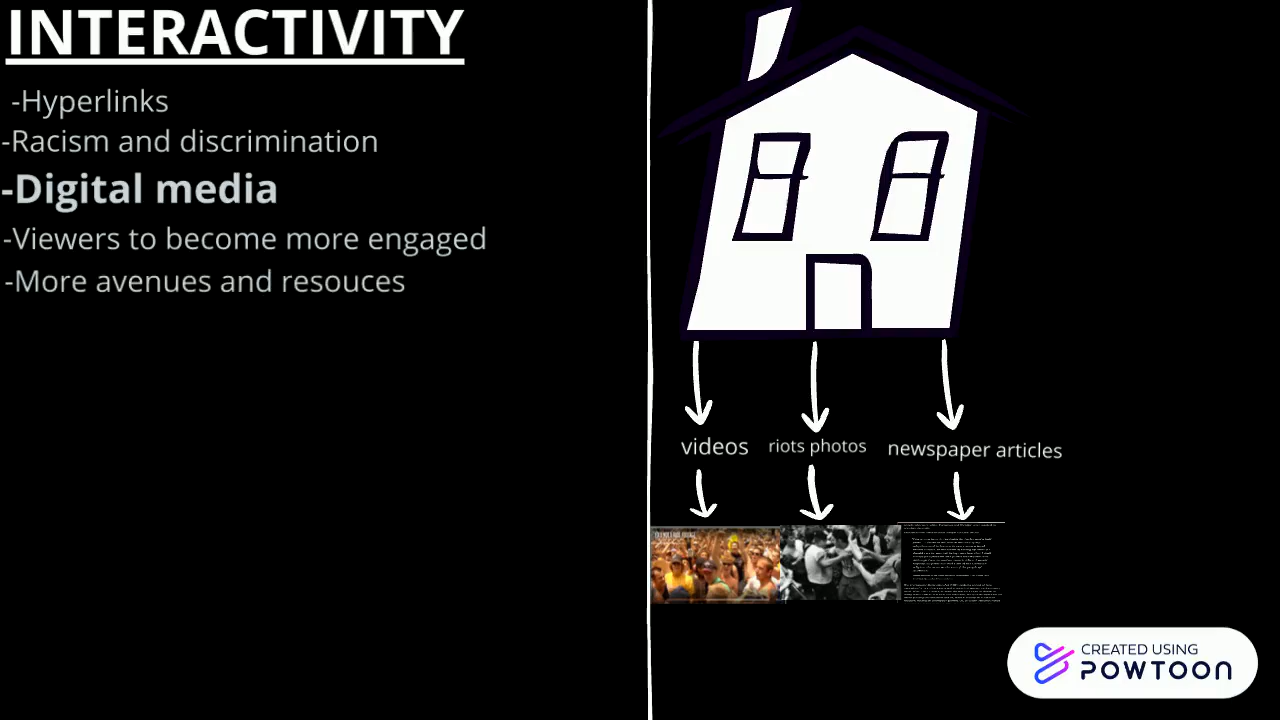 INTERACTIVITY
-Hyperlinks
-Racism and discrimination
-Digital media
-Viewers to become more engaged
-More avenues and resouces
videos
riots photos
newspaper articles
CREATED USING
POWTOON